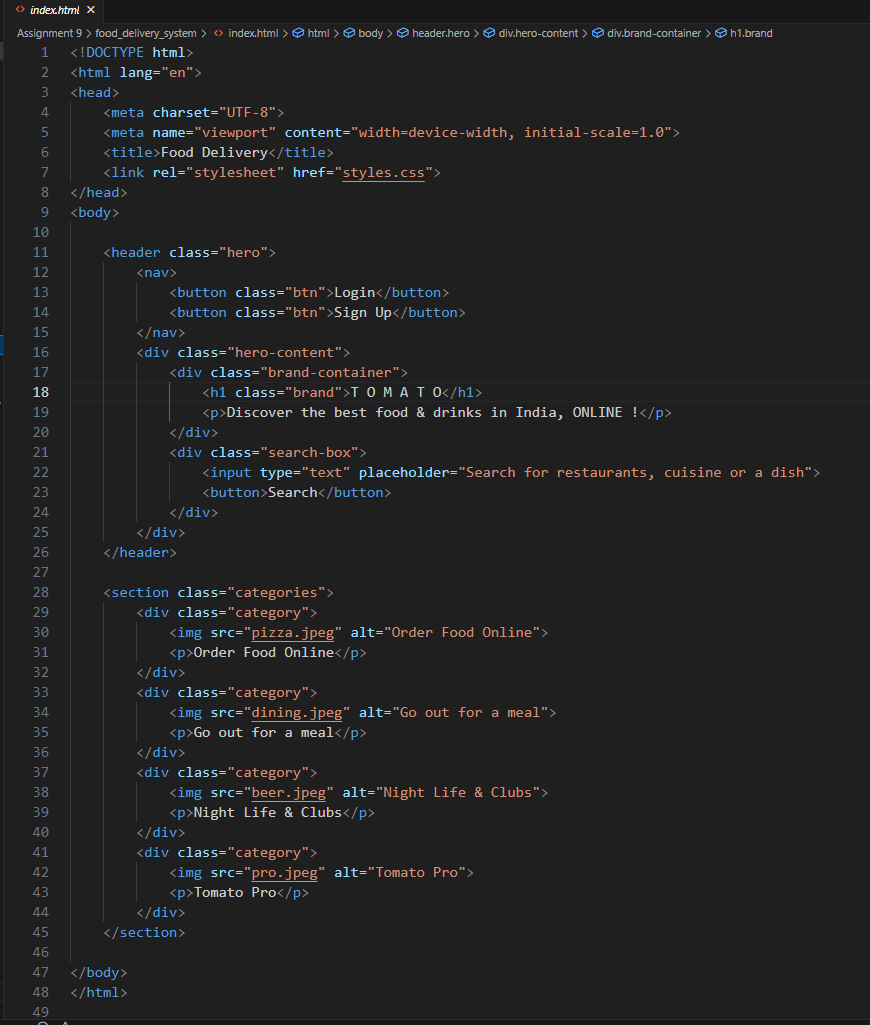 index.html
Assignment 9 > food_delivery_system > index.html > html > body > header.hero > div.hero-content > div.brand-container > h1.brand
1 <!DOCTYPE html>
2 <html lang="en">
3 <head>
4     <meta charset="UTF-8">
5     <meta name="viewport" content="width=device-width, initial-scale=1.0">
6     <title>Food Delivery</title>
7     <link rel="stylesheet" href="styles.css">
8 </head>
9 <body>
10
11     <header class="hero">
12         <nav>
13             <button class="btn">Login</button>
14             <button class="btn">Sign Up</button>
15         </nav>
16         <div class="hero-content">
17             <div class="brand-container">
18                 <h1 class="brand">T O M A T O</h1>
19                 <p>Discover the best food & drinks in India, ONLINE !</p>
20             </div>
21             <div class="search-box">
22                 <input type="text" placeholder="Search for restaurants, cuisine or a dish">
23                 <button>Search</button>
24             </div>
25         </div>
26     </header>
27
28     <section class="categories">
29         <div class="category">
30             <img src="pizza.jpeg" alt="Order Food Online">
31             <p>Order Food Online</p>
32         </div>
33         <div class="category">
34             <img src="dining.jpeg" alt="Go out for a meal">
35             <p>Go out for a meal</p>
36         </div>
37         <div class="category">
38             <img src="beer.jpeg" alt="Night Life & Clubs">
39             <p>Night Life & Clubs</p>
40         </div>
41         <div class="category">
42             <img src="pro.jpeg" alt="Tomato Pro">
43             <p>Tomato Pro</p>
44         </div>
45     </section>
46
47 </body>
48 </html>
49